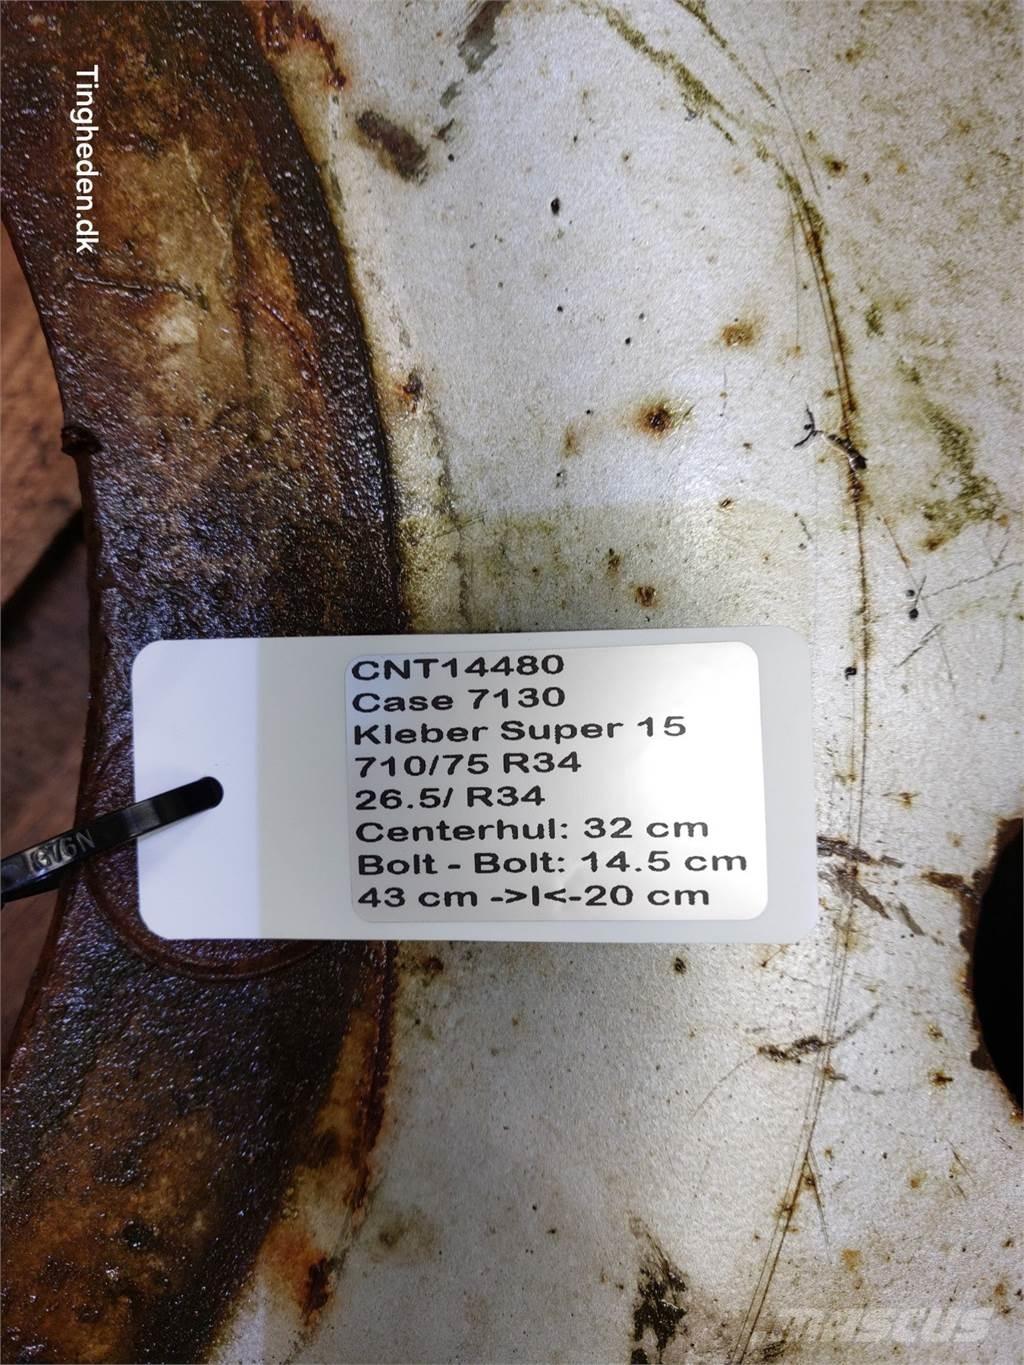 Tingheden.dk
CNT14480
Case 7130
Kleber Super 15
710/75 R34
26.5/ R34
Centerhul: 32 cm
Bolt - Bolt: 14.5 cm
43 cm ->I<-20 cm
mascus